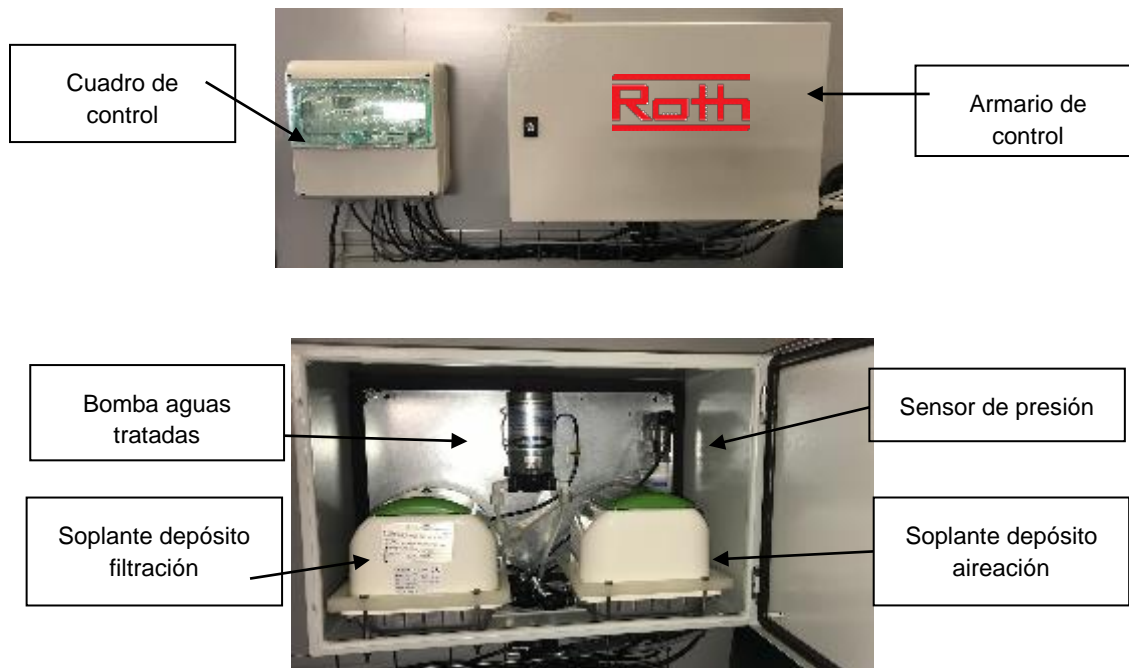 Cuadro de
control
Roth
Armario de
control
Bomba aguas
tratadas
Sensor de presión
Soplante depósito
filtración
Soplante depósito
aireación